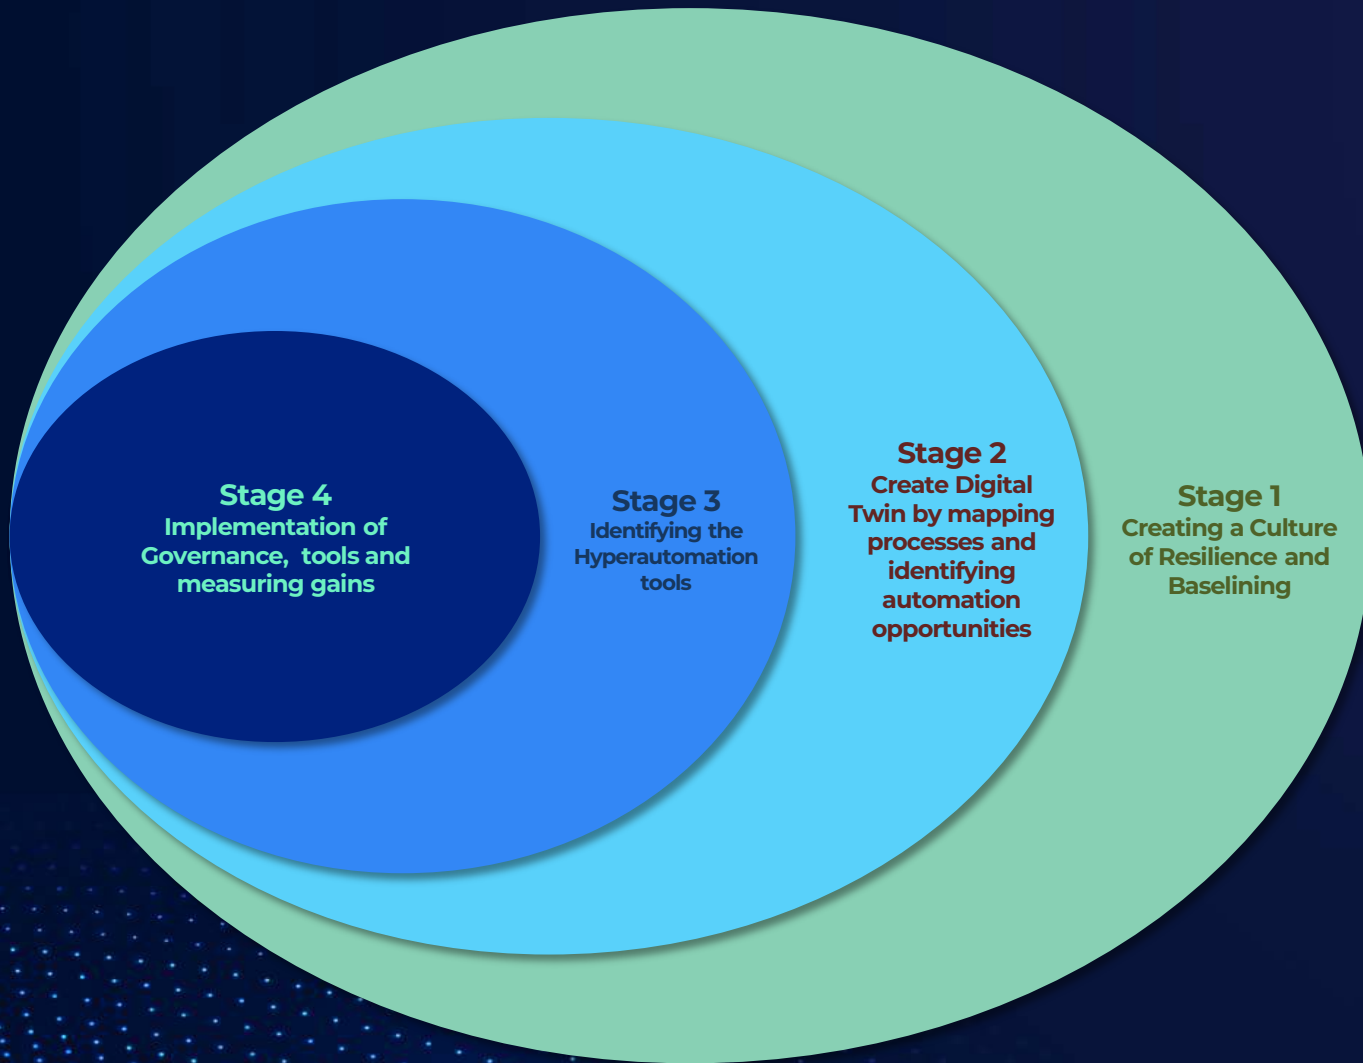 Stage 4
Implementation of
Governance,  tools and
measuring gains
Stage 3
Identifying the
Hyperautomation
tools
Stage 2
Create Digital
Twin by mapping
processes and
identifying
automation
opportunities
Stage 1
Creating a Culture
of Resilience and
Baselining